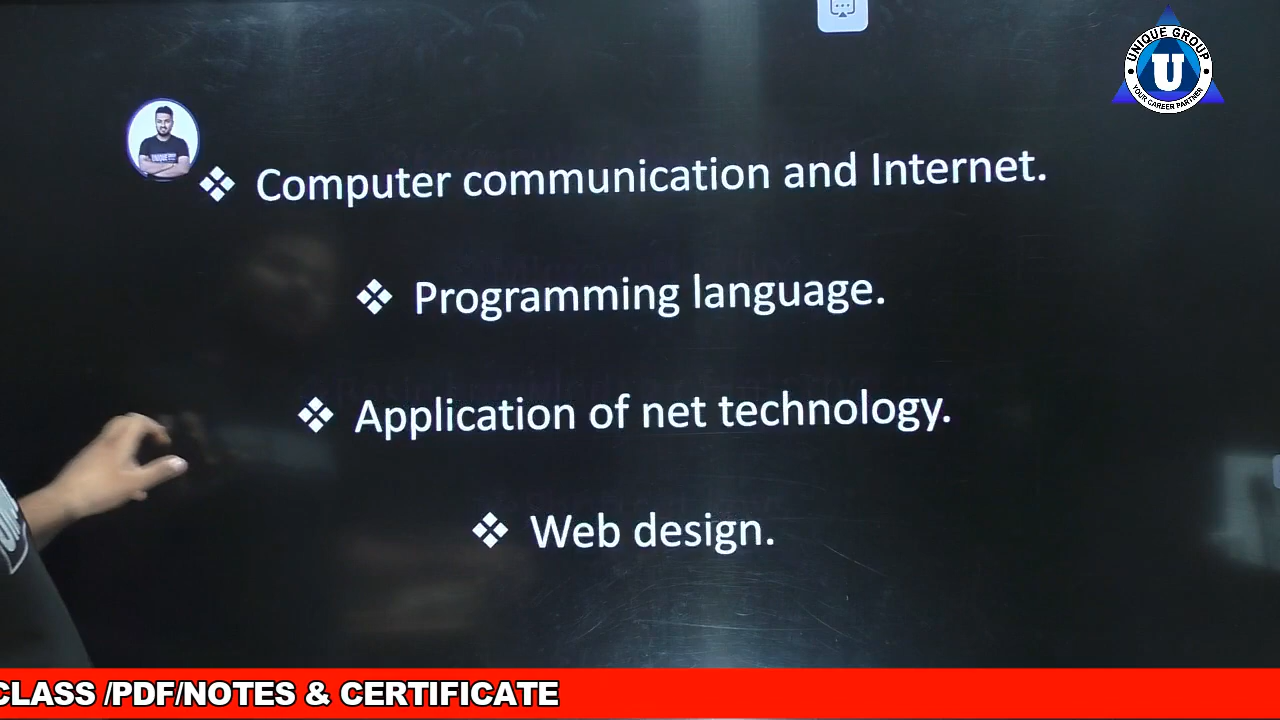 UNIQUE GROUP
U
YOUR CAREER PARTNER
❖ Computer communication and Internet.
❖ Programming language.
❖ Application of net technology.
❖ Web design.
CLASS /PDF/NOTES & CERTIFICATE